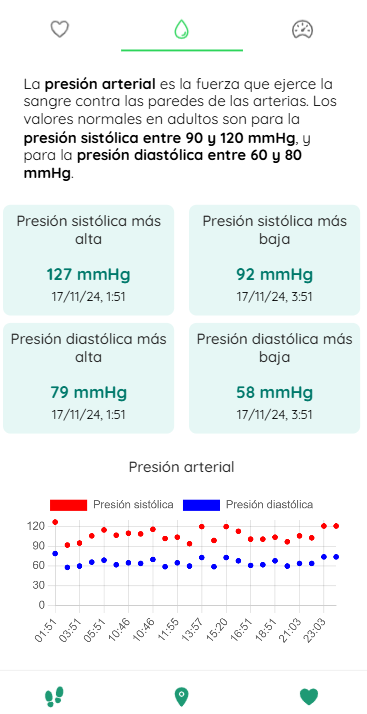 La presión arterial es la fuerza que ejerce la
sangre contra las paredes de las arterias. Los
valores normales en adultos son para la
presión sistólica entre 90 y 120 mmHg, y
para la presión diastólica entre 60 y 80
mmHg.
Presión sistólica más
alta
127 mmHg
17/11/24, 1:51
Presión sistólica más
baja
92 mmHg
17/11/24, 3:51
Presión diastólica más
alta
79 mmHg
17/11/24, 1:51
Presión diastólica más
baja
58 mmHg
17/11/24, 3:51
Presión arterial
Presión sistólica
Presión diastólica
120
90
60
30
0
01:51
03:51
05:51
10:46
10:46
11:55
13:57
15:20
16:51
18:51
21:03
23:03